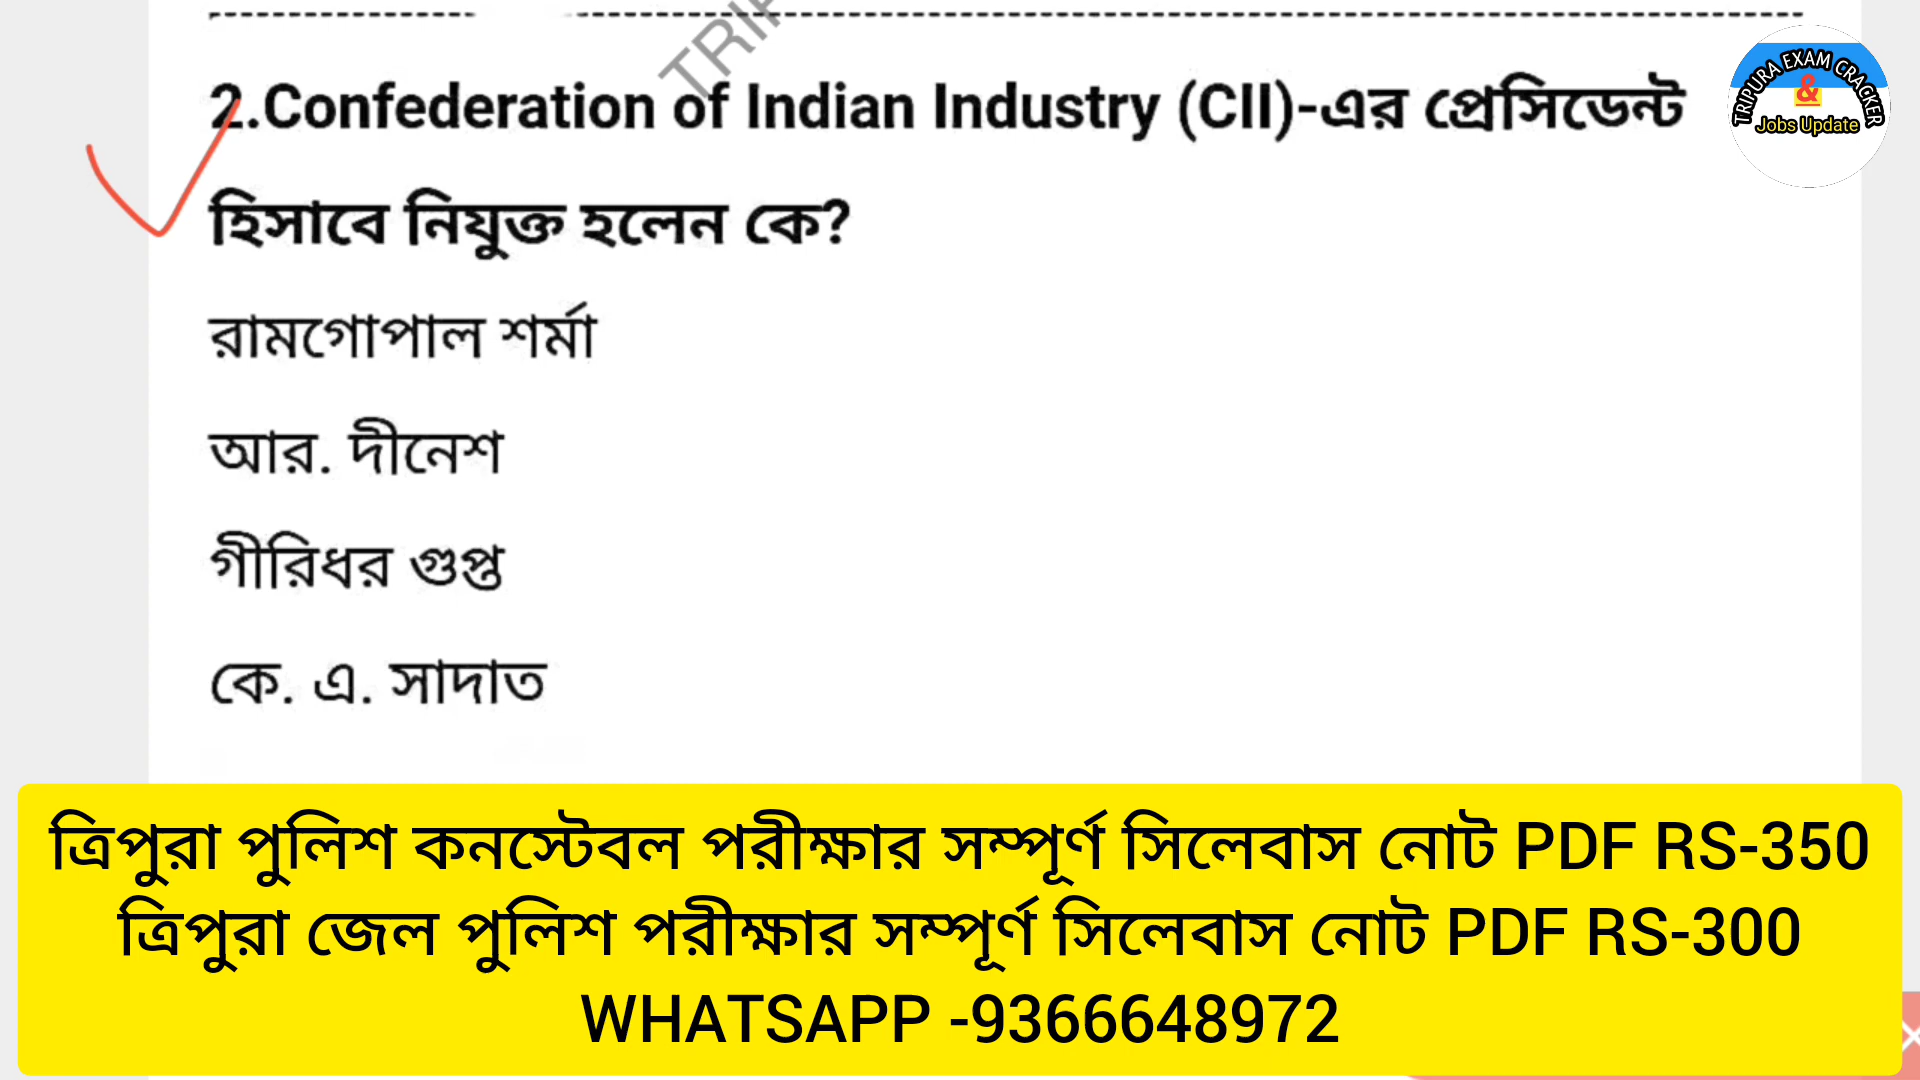 2.Confederation of Indian Industry (CII)-এর প্রেসিডেন্ট
হিসাবে নিযুক্ত হলেন কে?
রামগোপাল শর্মা
আর. দীনেশ
গীরিধর গুপ্ত
কে. এ. সাদাত
TRIPURA EXAM CRACKER
&
Jobs Update
ত্রিপুরা পুলিশ কনস্টেবল পরীক্ষার সম্পূর্ণ সিলেবাস নোট PDF RS-350
ত্রিপুরা জেল পুলিশ পরীক্ষার সম্পূর্ণ সিলেবাস নোট PDF RS-300
WHATSAPP -9366648972